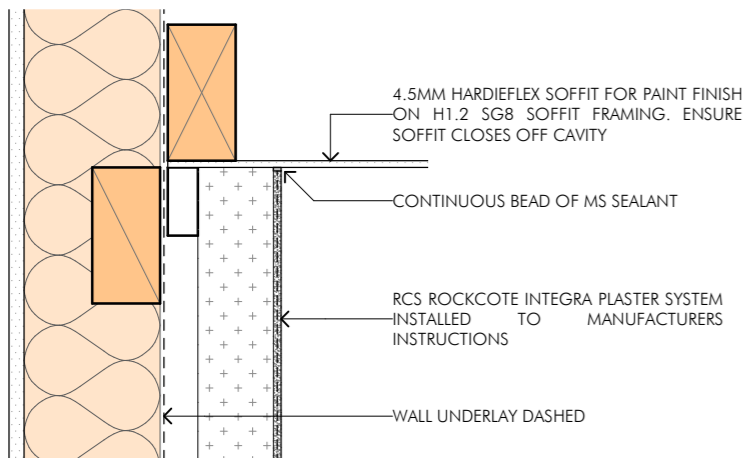 4.5MM HARDIEFLEX SOFFIT FOR PAINT FINISH
ON H1.2 SG8 SOFFIT FRAMING. ENSURE
SOFFIT CLOSES OFF CAVITY
CONTINUOUS BEAD OF MS SEALANT
RCS ROCKCOTE INTEGRA PLASTER SYSTEM
INSTALLED TO MANUFACTURERS
INSTRUCTIONS
WALL UNDERLAY DASHED